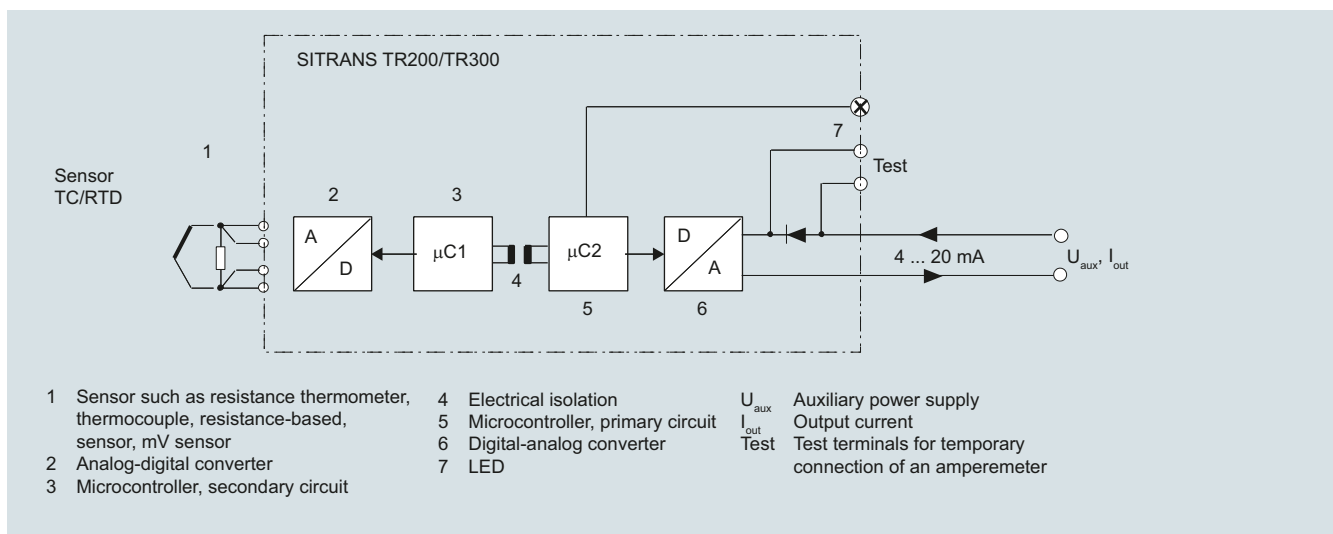 SITRANS TR200/TR300
7
1
Test
Sensor
TC/RTD
2
3
A
D
µC1
µC2
D
A
4 ... 20 mA
Uaux, Iout
4
5
6
1 Sensor such as resistance thermometer,
thermocouple, resistance-based,
sensor, mV sensor
2 Analog-digital converter
3 Microcontroller, secondary circuit
4 Electrical isolation
5 Microcontroller, primary circuit
6 Digital-analog converter
7 LED
Uaux Auxiliary power supply
Iout Output current
Test Test terminals for temporary
connection of an amperemeter